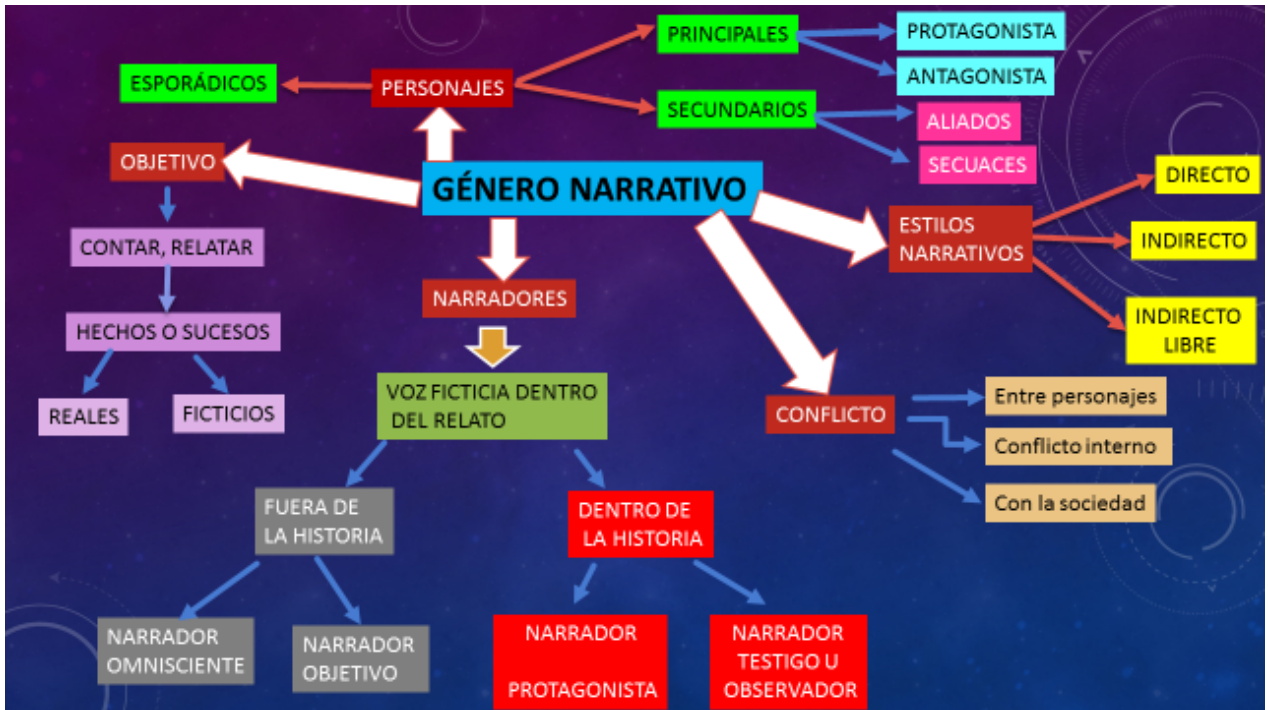 PRINCIPALES
PROTAGONISTA
ANTAGONISTA
ESPORÁDICOS
PERSONAJES
SECUNDARIOS
ALIADOS
SECUACES
OBJETIVO
GÉNERO NARRATIVO
DIRECTO
ESTILOS
NARRATIVOS
INDIRECTO
INDIRECTO
LIBRE
CONTAR, RELATAR
HECHOS O SUCESOS
REALES
FICTICIOS
NARRADORES
VOZ FICTICIA DENTRO
DEL RELATO
CONFLICTO
Entre personajes
Conflicto interno
Con la sociedad
FUERA DE
LA HISTORIA
DENTRO DE
LA HISTORIA
NARRADOR
OMNISCIENTE
NARRADOR
OBJETIVO
NARRADOR
PROTAGONISTA
NARRADOR
TESTIGO U
OBSERVADOR